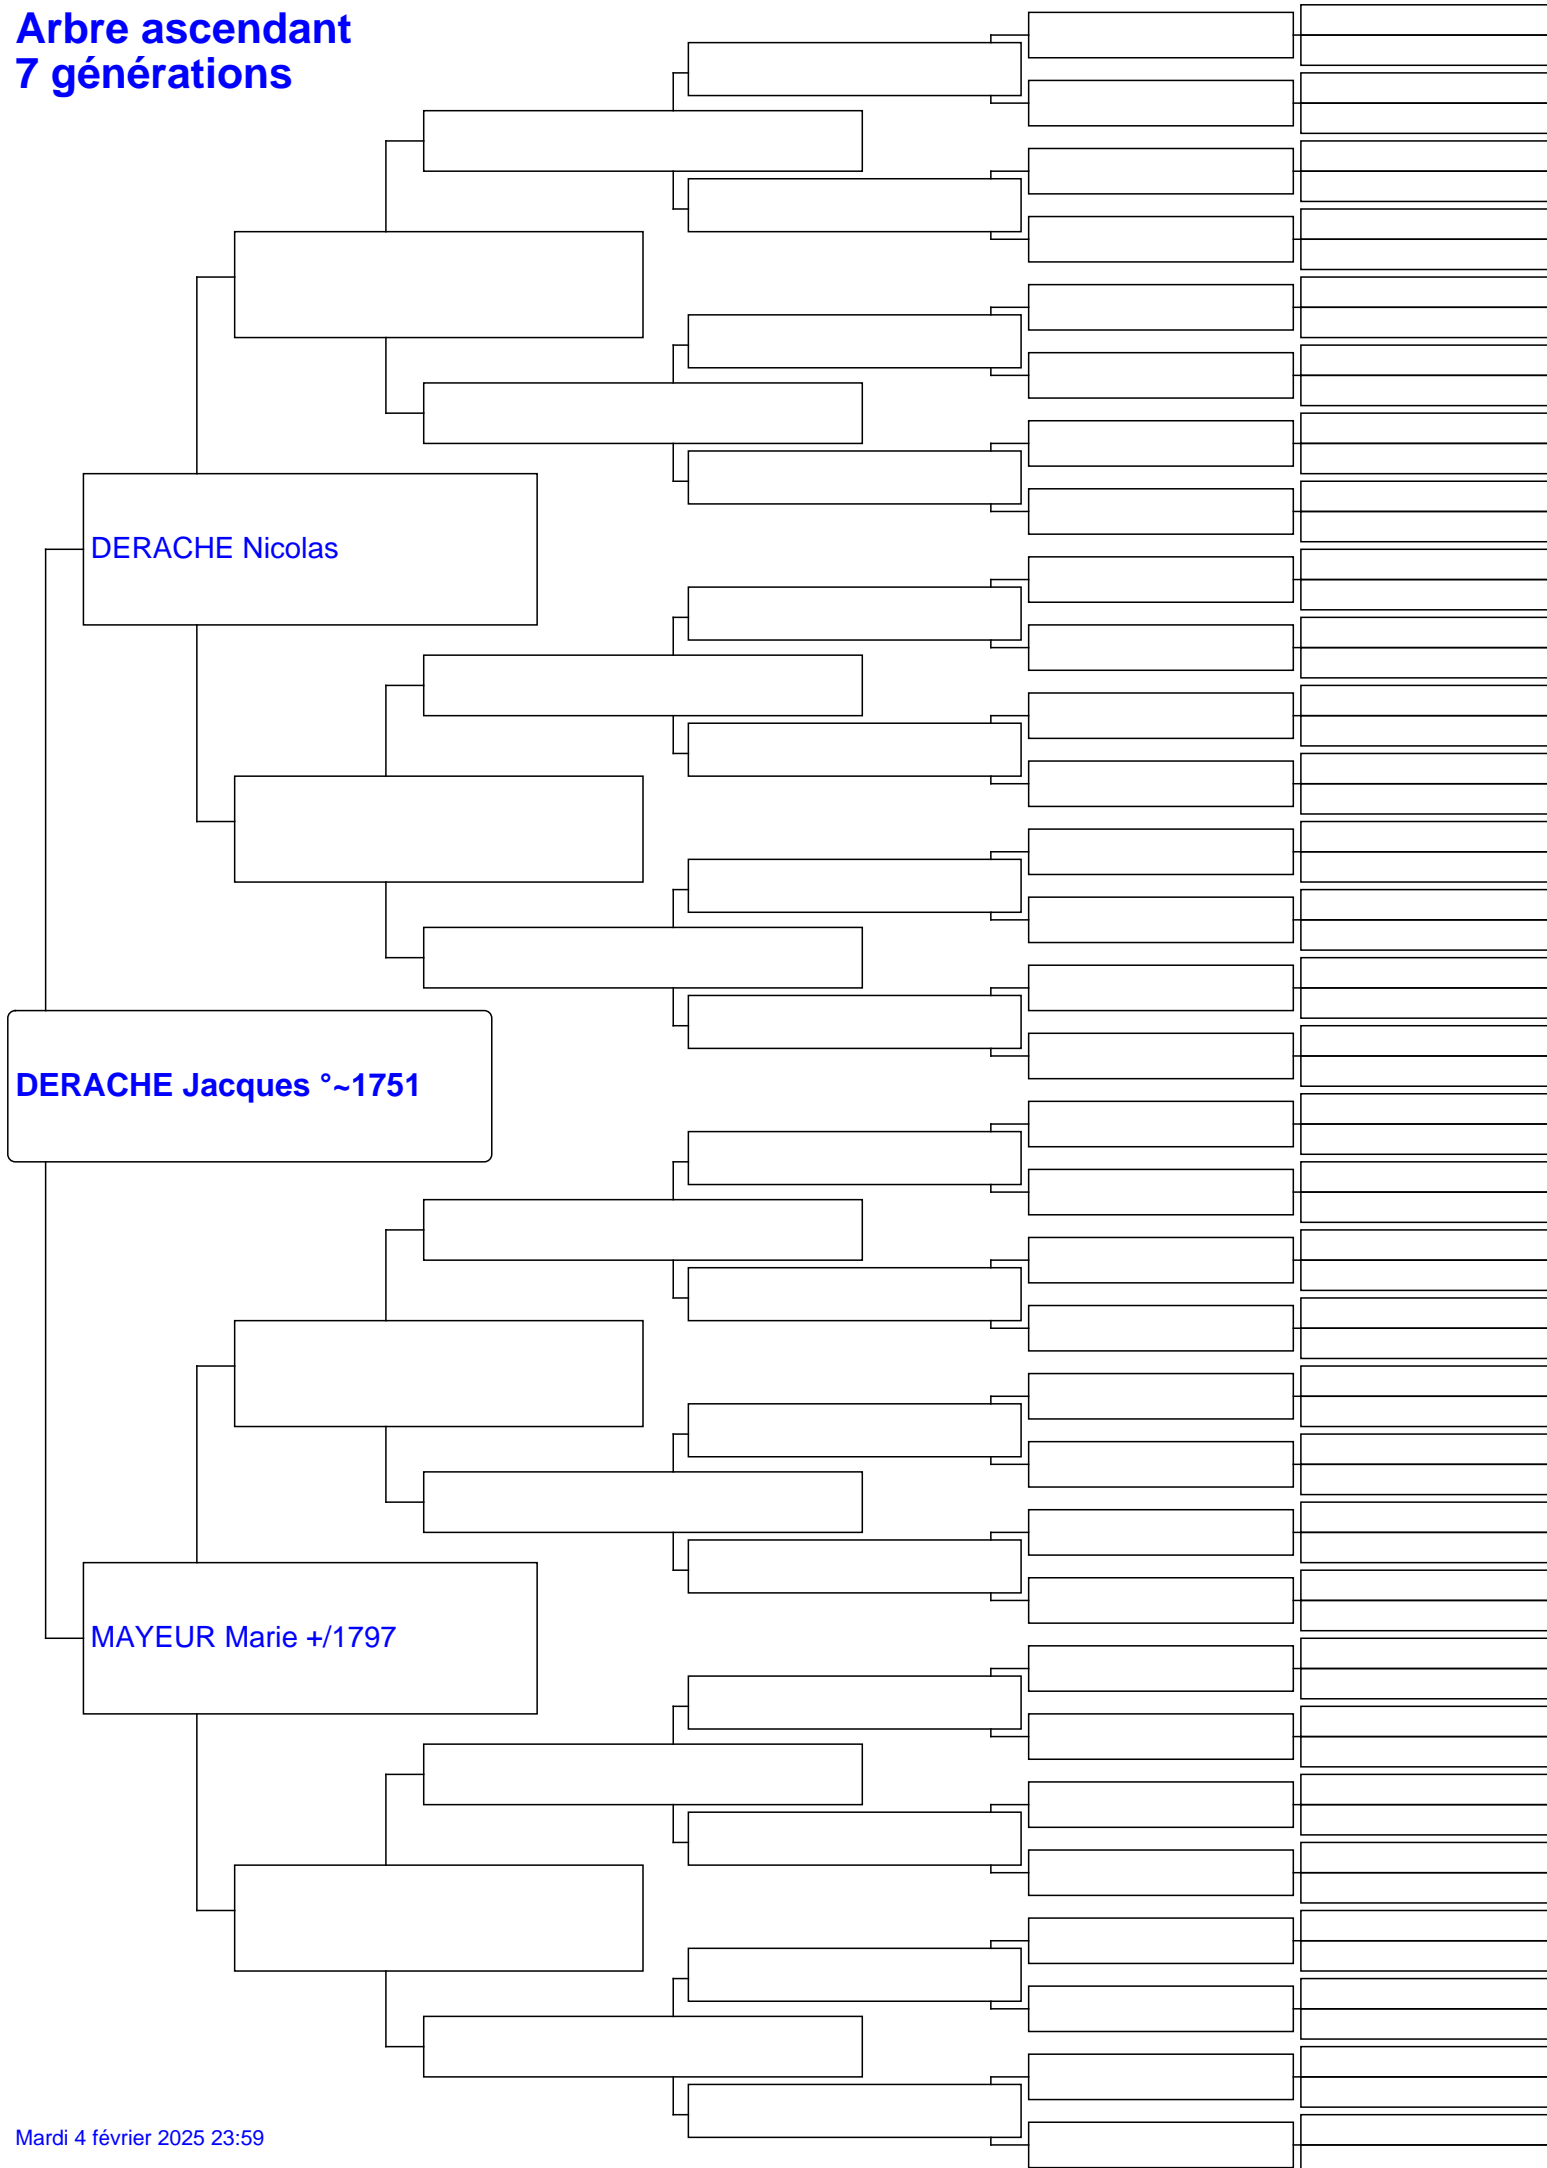 Arbre ascendant
7 générations
DERACHE Nicolas
DERACHE Jacques °~1751
MAYEUR Marie +/1797
Mardi 4 février 2025 23:59